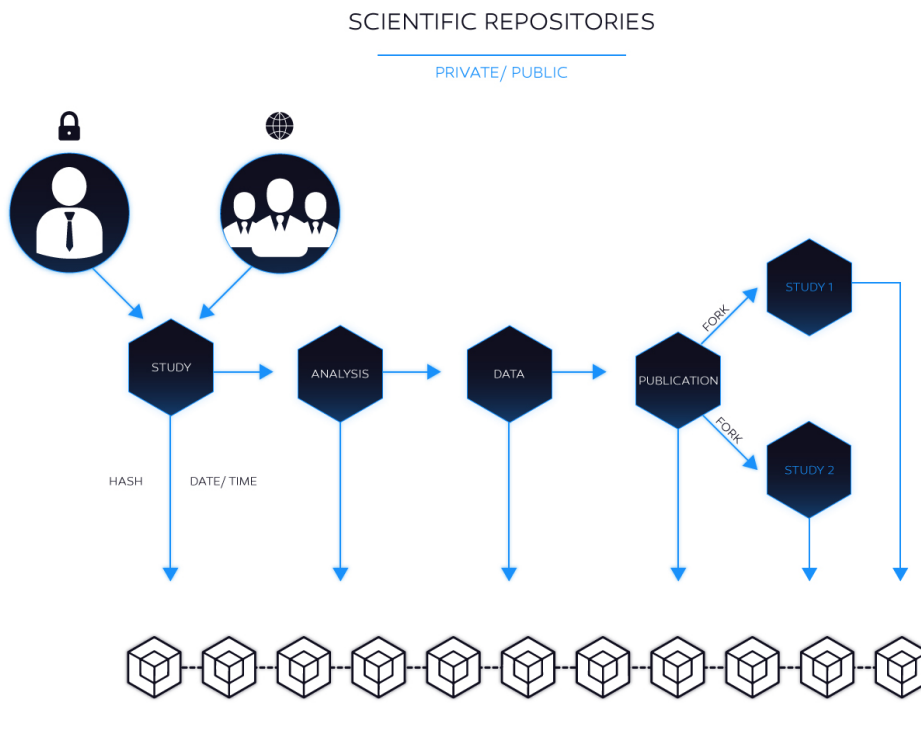 SCIENTIFIC REPOSITORIES
PRIVATE/ PUBLIC
STUDY
ANALYSIS
DATA
PUBLICATION
FORK
STUDY 1
FORK
STUDY 2
HASH
DATE/ TIME